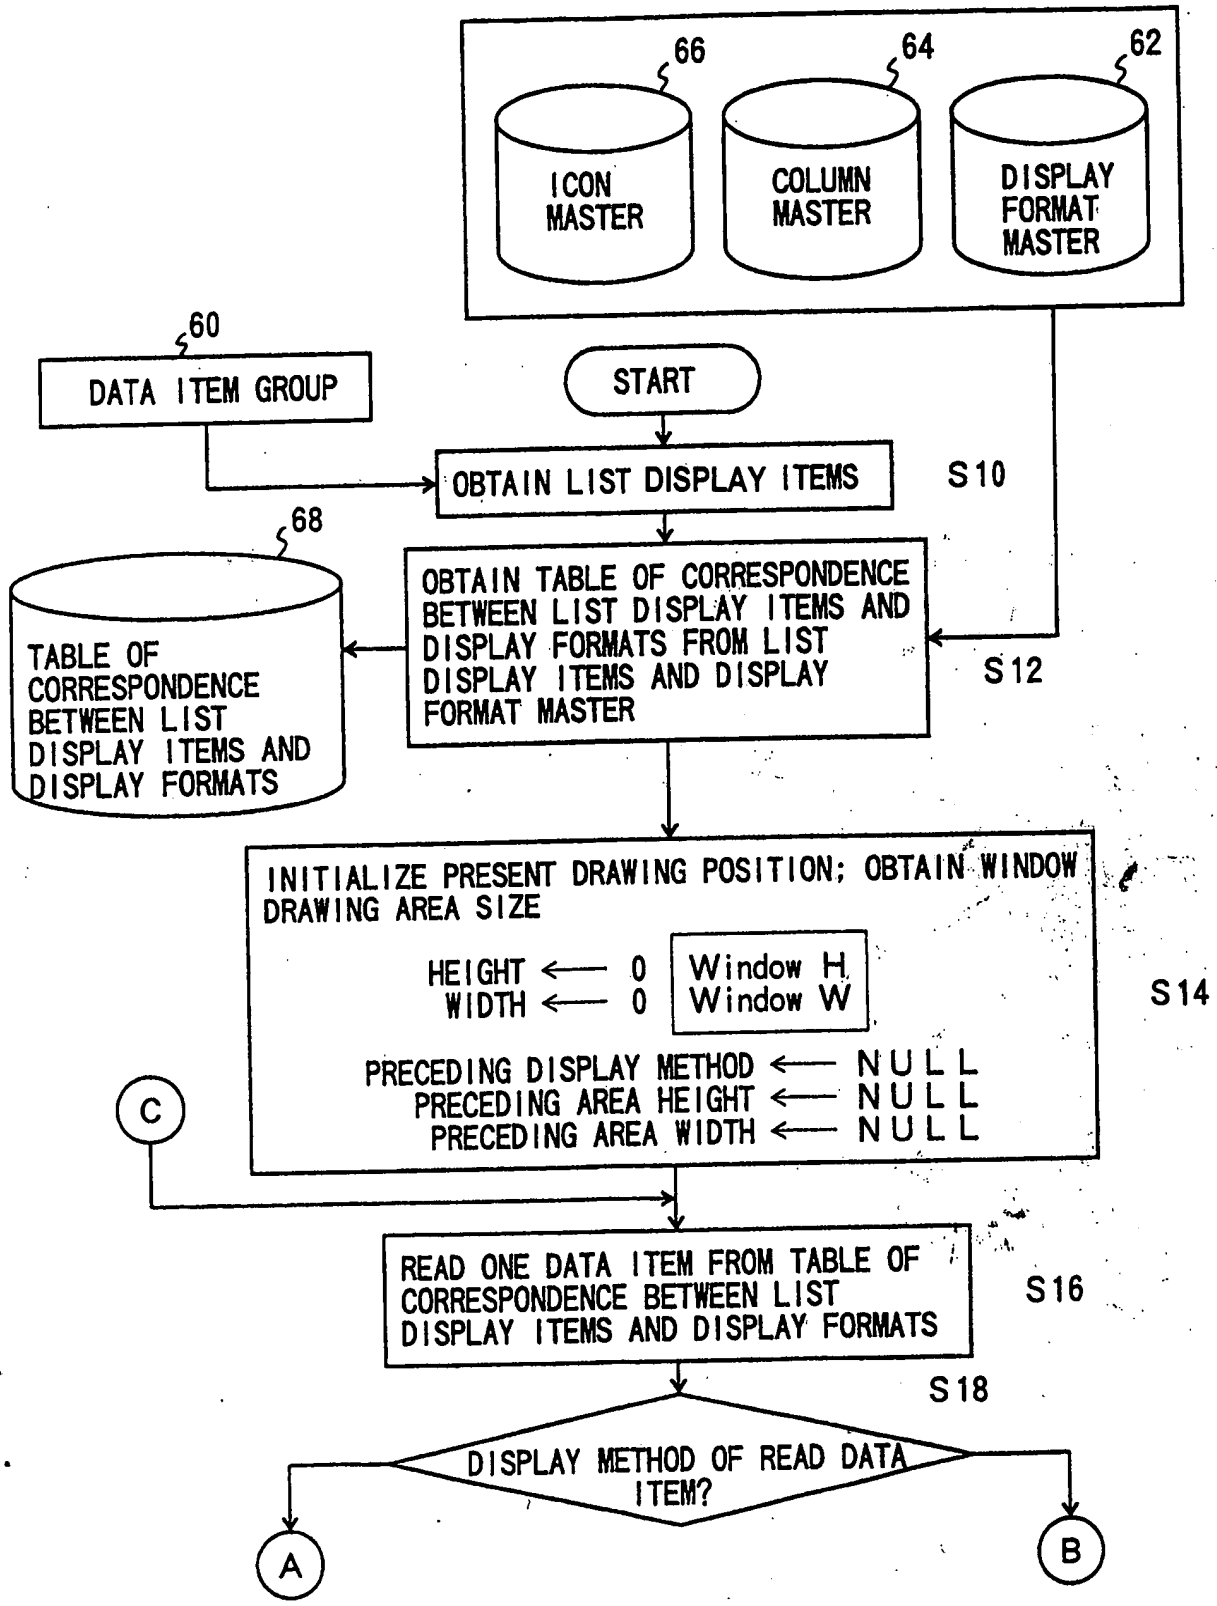 66
64
62
ICON
MASTER
COLUMN
MASTER
DISPLAY
FORMAT
MASTER
60
DATA ITEM GROUP
START
OBTAIN LIST DISPLAY ITEMS
S10
68
TABLE OF
CORRESPONDENCE
BETWEEN LIST
DISPLAY ITEMS AND
DISPLAY FORMATS
OBTAIN TABLE OF CORRESPONDENCE
BETWEEN LIST DISPLAY ITEMS AND
DISPLAY FORMATS FROM LIST
DISPLAY ITEMS AND DISPLAY
FORMAT MASTER
S12
INITIALIZE PRESENT DRAWING POSITION; OBTAIN WINDOW
DRAWING AREA SIZE
HEIGHT ← 0 Window H
WIDTH ← 0 Window W
PRECEDING DISPLAY METHOD ← NULL
PRECEDING AREA HEIGHT ← NULL
PRECEDING AREA WIDTH ← NULL
S14
C
READ ONE DATA ITEM FROM TABLE OF
CORRESPONDENCE BETWEEN LIST
DISPLAY ITEMS AND DISPLAY FORMATS
S16
S18
DISPLAY METHOD OF READ DATA
ITEM?
A
B